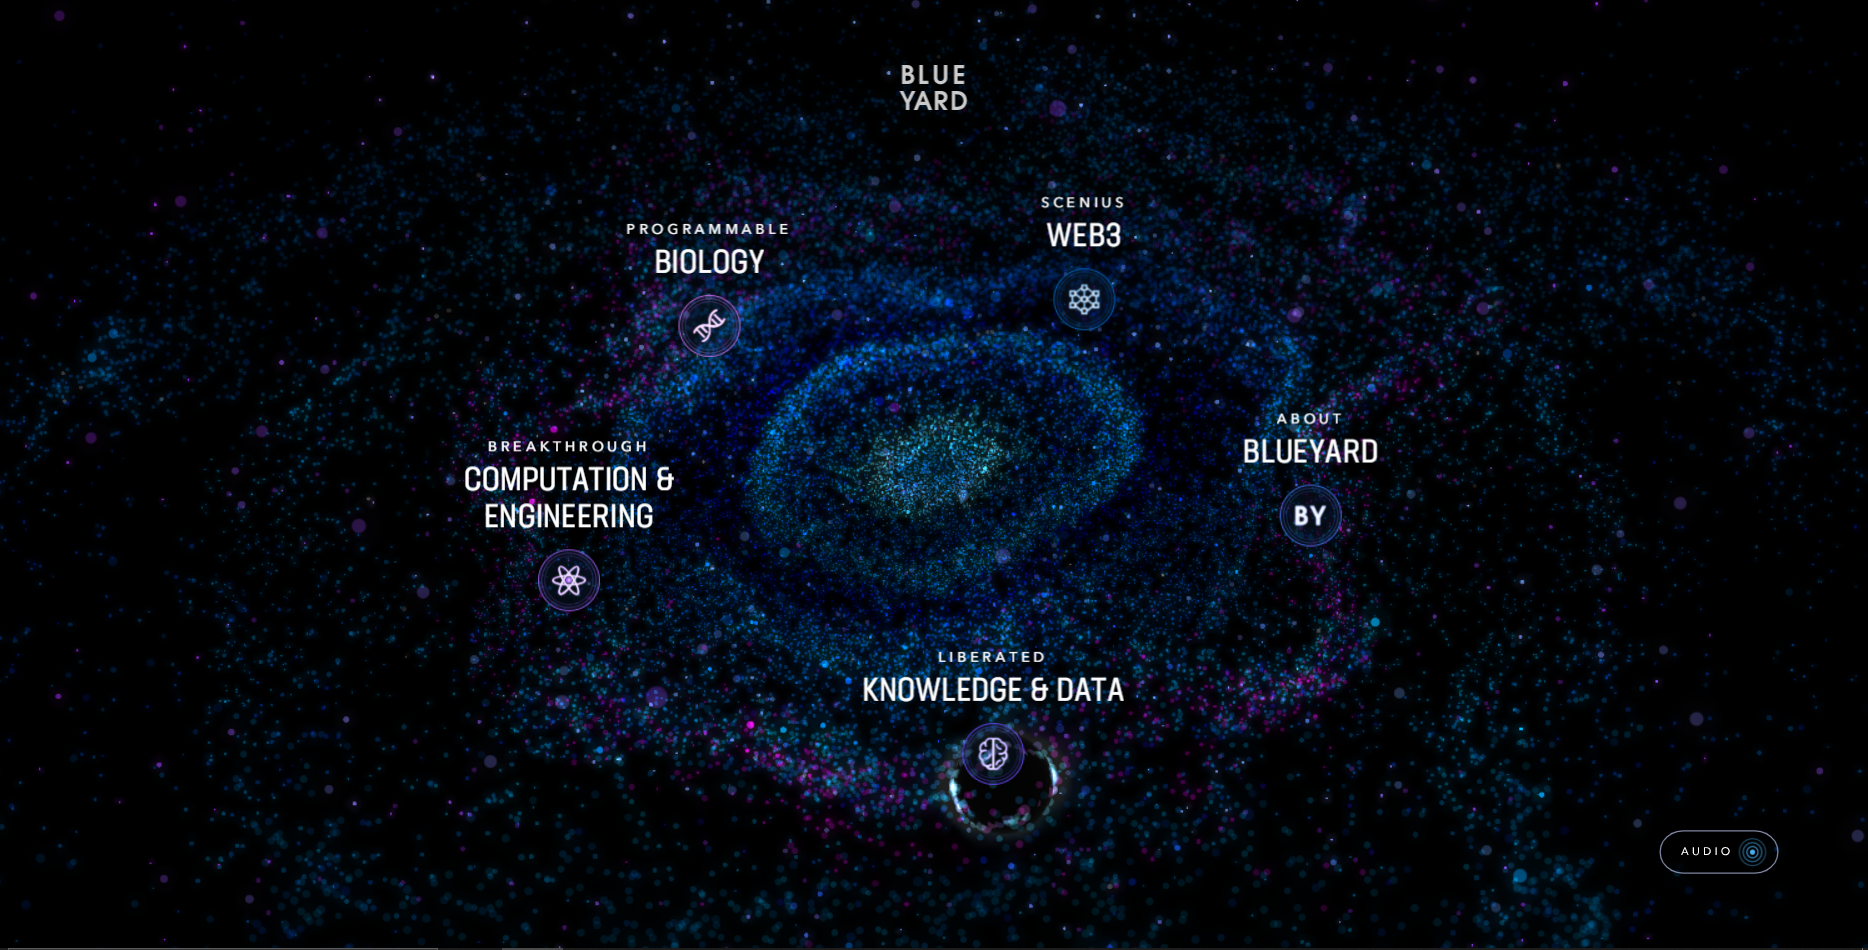 BLUE
YARD
SCENIUS
WEB3
PROGRAMMABLE
BIOLOGY
ABOUT
BLUEYARD
BY
BREAKTHROUGH
COMPUTATION &
ENGINEERING
LIBERATED
KNOWLEDGE & DATA
AUDIO